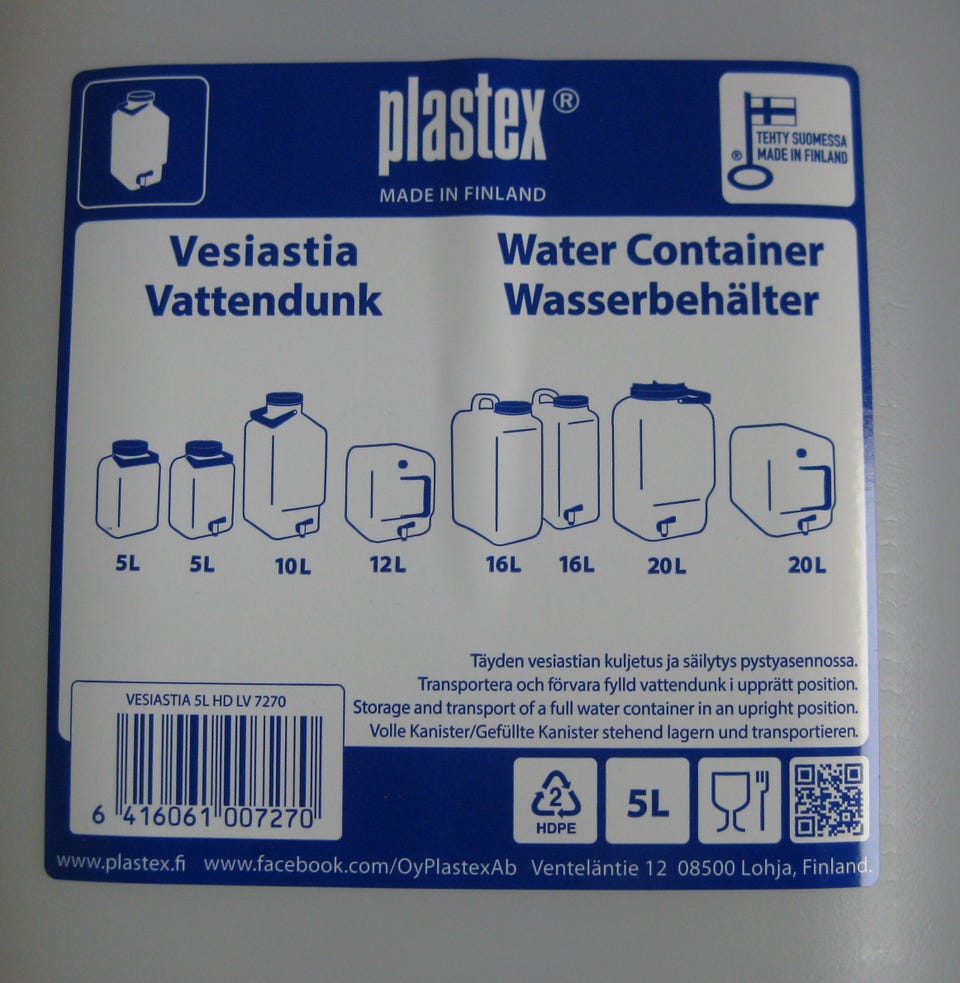 plastex®
MADE IN FINLAND
TEHTY SUOMESSA
® MADE IN FINLAND
Vesiastia
Vattendunk
Water Container
Wasserbehälter
5L 5L 10L 12L 16L 16L 20L 20L
Täyden vesiastian kuljetus ja säilytys pystyasennossa.
Transportera och förvara fylld vattendunk i upprätt position.
Storage and transport of a full water container in an upright position.
Volle Kanister/Gefüllte Kanister stehend lagern und transportieren.
VESIASTIA 5L HD LV 7270
6 416061 007270
2
HDPE
5L
www.plastex.fi www.facebook.com/OyPlastexAb Venteläntie 12 08500 Lohja, Finland.